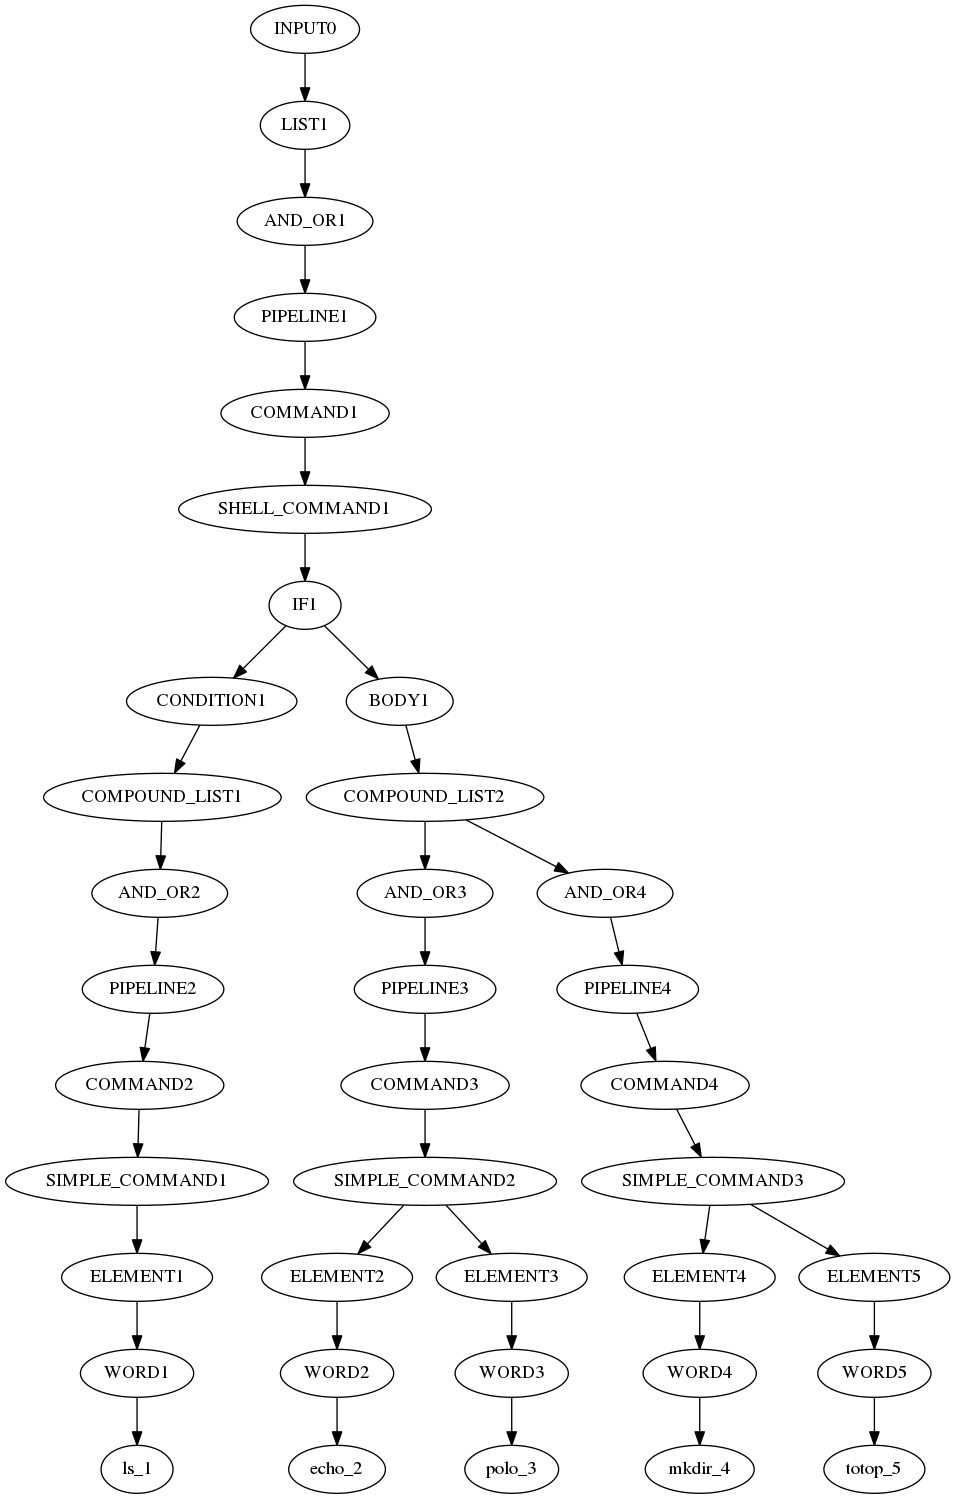 INPUT0
LIST1
AND_OR1
PIPELINE1
COMMAND1
SHELL_COMMAND1
IF1
CONDITION1 BODY1
COMPOUND_LIST1 COMPOUND_LIST2
AND_OR2 AND_OR3 AND_OR4
PIPELINE2 PIPELINE3 PIPELINE4
COMMAND2 COMMAND3 COMMAND4
SIMPLE_COMMAND1 SIMPLE_COMMAND2 SIMPLE_COMMAND3
ELEMENT1 ELEMENT2 ELEMENT3 ELEMENT4 ELEMENT5
WORD1 WORD2 WORD3 WORD4 WORD5
ls_1 echo_2 polo_3 mkdir_4 totop_5